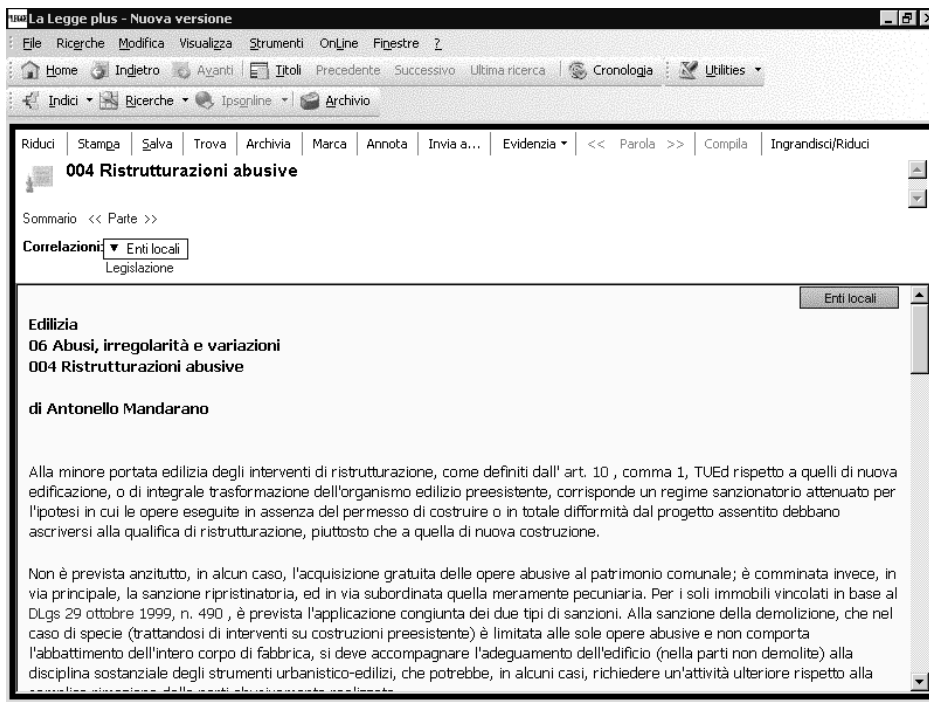 La Legge plus - Nuova versione
File Ricerche Modifica Visualizza Strumenti OnLine Finestre ?
Home Indietro Avanti Titoli Precedente Successivo Ultima ricerca Cronologia Utilities
Indici Ricerche Ipsonline Archivio
Riduci Stampa Salva Trova Archivia Marca Annota Invia a... Evidenzia << Parola >> Compila Ingrandisci/Riduci
004 Ristrutturazioni abusive
Sommario << Parte >>
Correlazioni: Enti locali
Legislazione
Enti locali
Edilizia
06 Abusi, irregolarità e variazioni
004 Ristrutturazioni abusive
di Antonello Mandarano
Alla minore portata edilizia degli interventi di ristrutturazione, come definiti dall' art. 10 , comma 1, TUEd rispetto a quelli di nuova
edificazione, o di integrale trasformazione dell'organismo edilizio preesistente, corrisponde un regime sanzionatorio attenuato per
l'ipotesi in cui le opere eseguite in assenza del permesso di costruire o in totale difformità dal progetto assentito debbano
ascriversi alla qualifica di ristrutturazione, piuttosto che a quella di nuova costruzione.
Non è prevista anzitutto, in alcun caso, l'acquisizione gratuita delle opere abusive al patrimonio comunale; è comminata invece, in
via principale, la sanzione ripristinatoria, ed in via subordinata quella meramente pecuniaria. Per i soli immobili vincolati in base al
DLgs 29 ottobre 1999, n. 490 , è prevista l'applicazione congiunta dei due tipi di sanzioni. Alla sanzione della demolizione, che nel
caso di specie (trattandosi di interventi su costruzioni preesistente) è limitata alle sole opere abusive e non comporta
l'abbattimento dell'intero corpo di fabbrica, si deve accompagnare l'adeguamento dell'edificio (nella parti non demolite) alla
disciplina sostanziale degli strumenti urbanistico-edilizi, che potrebbe, in alcuni casi, richiedere un'attività ulteriore rispetto alla